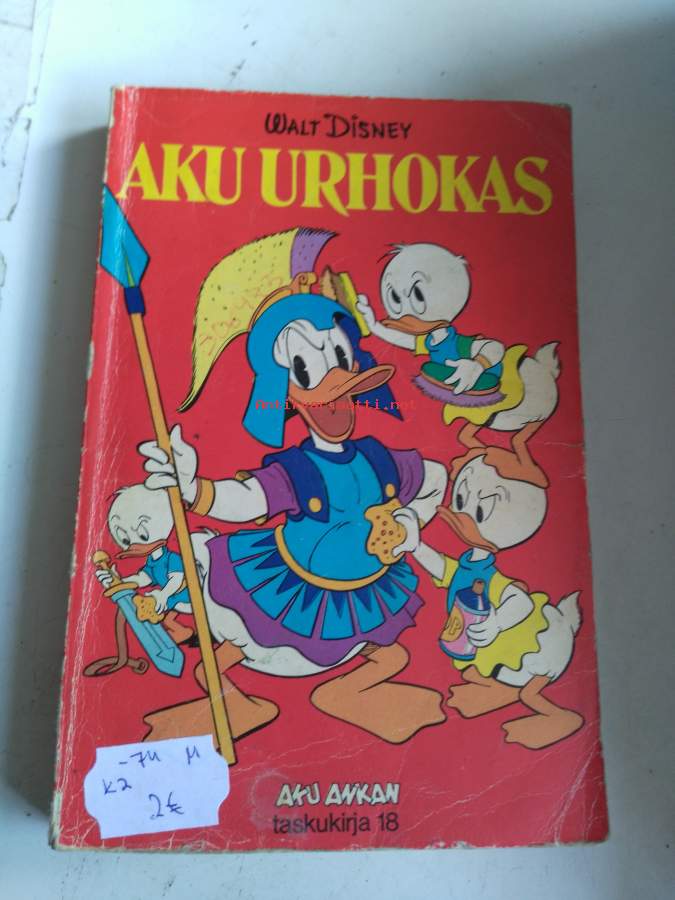 WALT DISNEY
AKU URHOKAS
Antikvariaatti.net
-74 M
K2
2€
AKU ANKAN
taskukirja 18